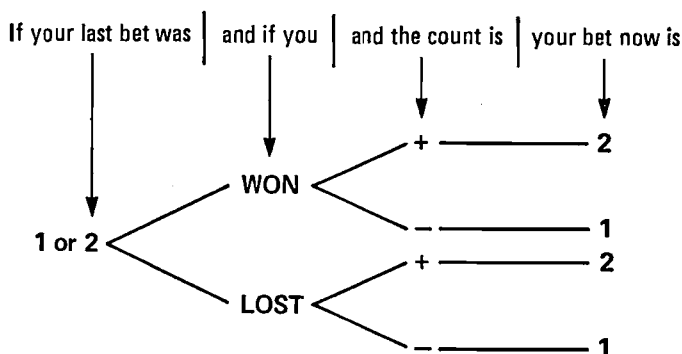 If your last bet was | and if you | and the count is | your bet now is
+ 2
WON
- 1
1 or 2
+ 2
LOST
- 1